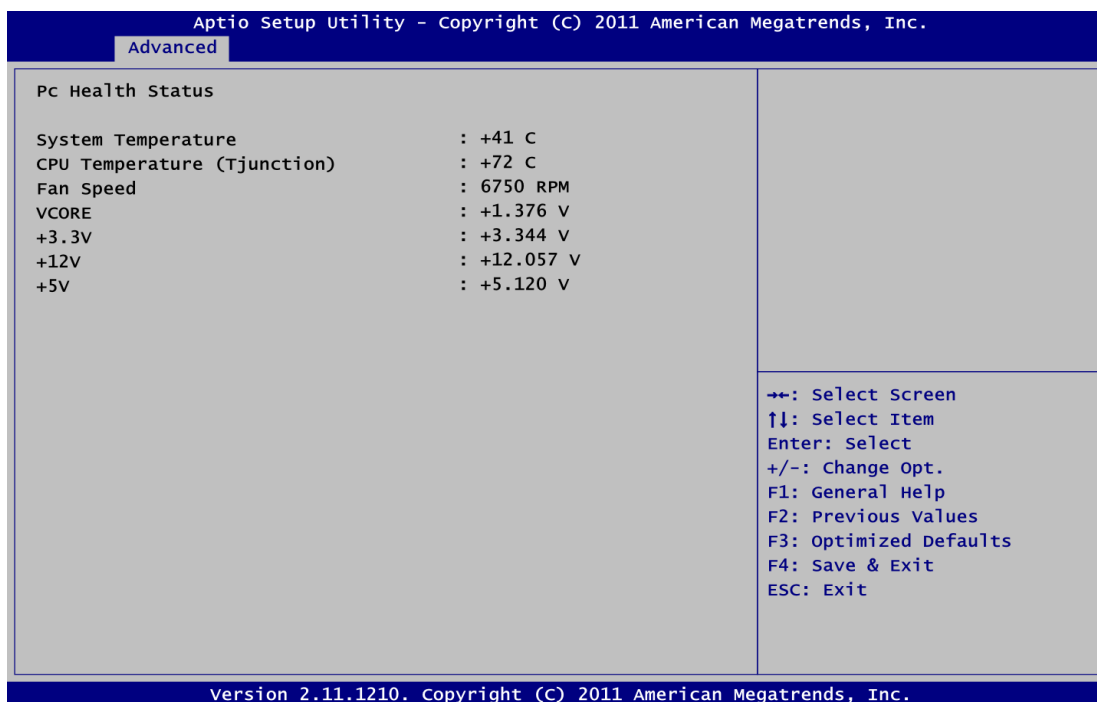 Aptio Setup Utility - Copyright (C) 2011 American Megatrends, Inc.
Advanced
Pc Health Status
System Temperature : +41 C
CPU Temperature (Tjunction) : +72 C
Fan Speed : 6750 RPM
VCORE : +1.376 V
+3.3V : +3.344 V
+12V : +12.057 V
+5V : +5.120 V
→←: Select Screen
↑↓: Select Item
Enter: Select
+/-: Change Opt.
F1: General Help
F2: Previous Values
F3: Optimized Defaults
F4: Save & Exit
ESC: Exit
Version 2.11.1210. Copyright (C) 2011 American Megatrends, Inc.